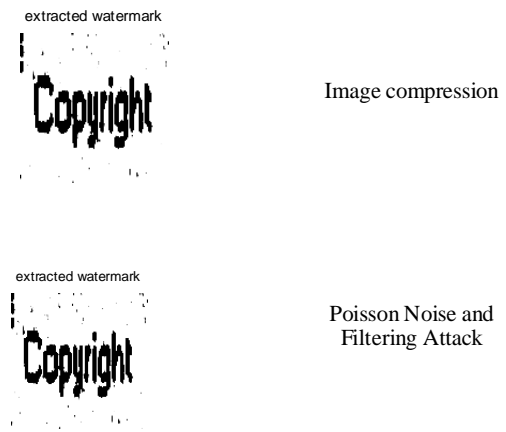 extracted watermark
Copyright
Image compression
extracted watermark
Copyright
Poisson Noise and
Filtering Attack